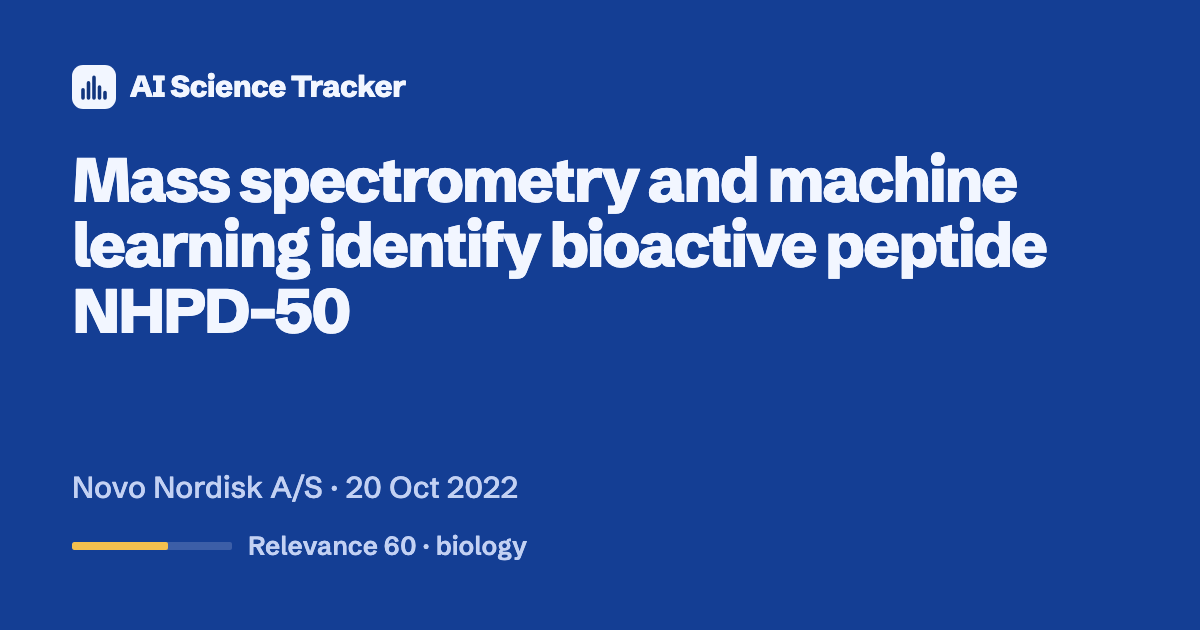 AI Science Tracker
Mass spectrometry and machine
learning identify bioactive peptide
NHPD-50
Novo Nordisk A/S · 20 Oct 2022
Relevance 60 · biology